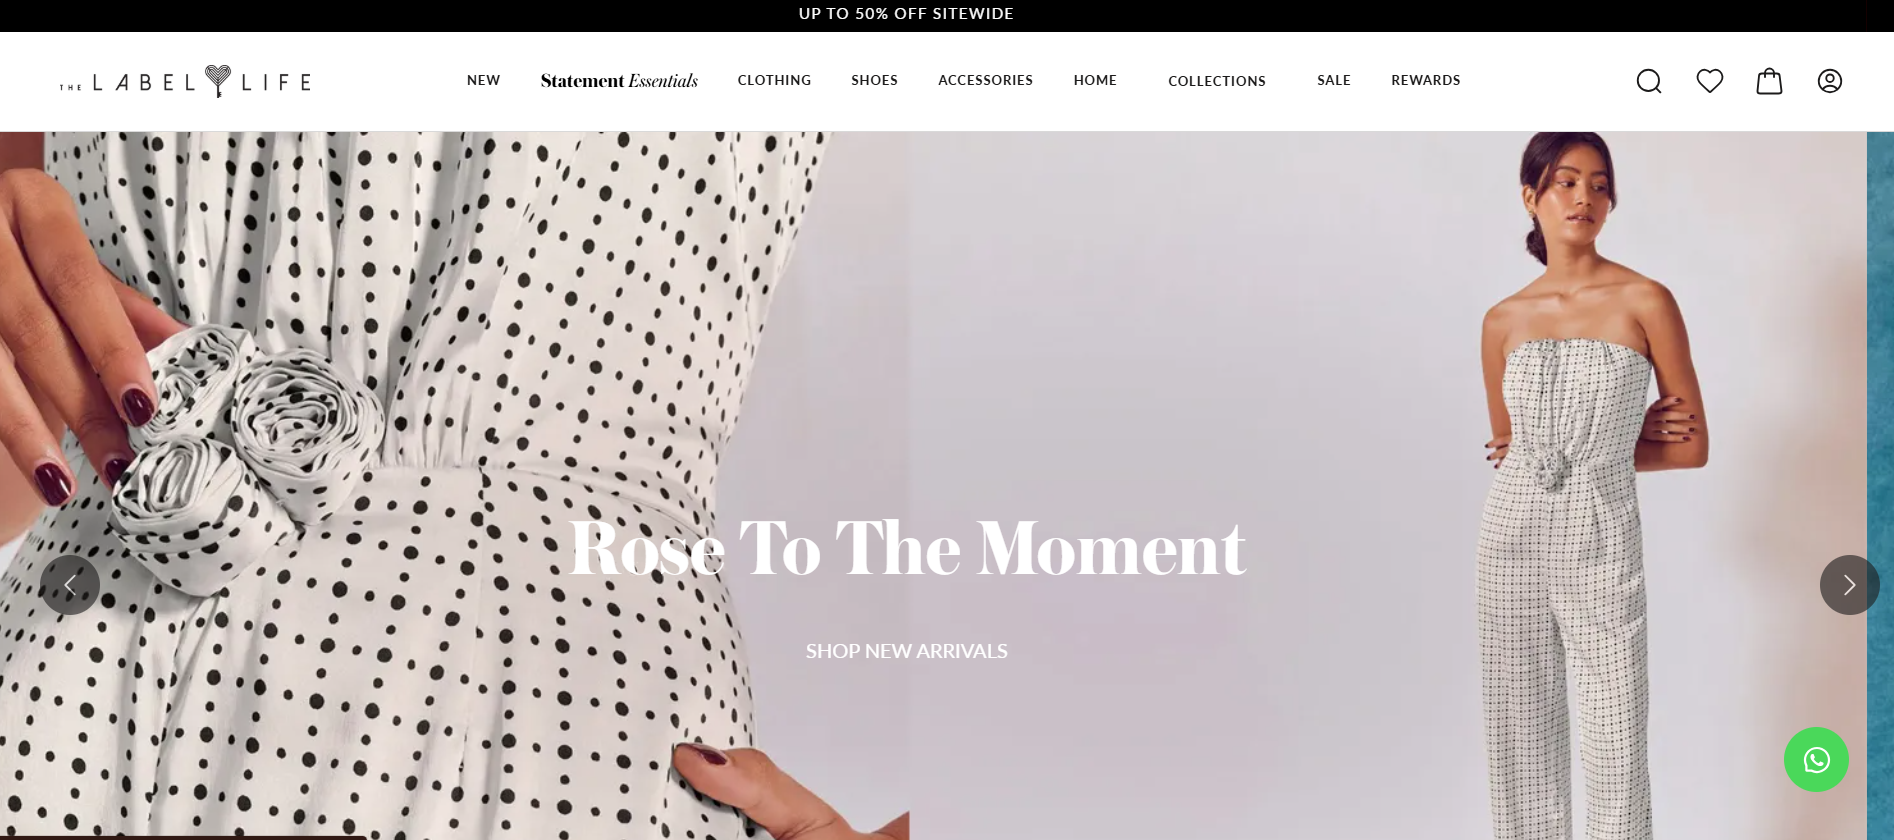 UP TO 50% OFF SITEWIDE
THE LABEL LIFE
NEW
Statement Essentials
CLOTHING
SHOES
ACCESSORIES
HOME
COLLECTIONS
SALE
REWARDS
Rose To The Moment
SHOP NEW ARRIVALS